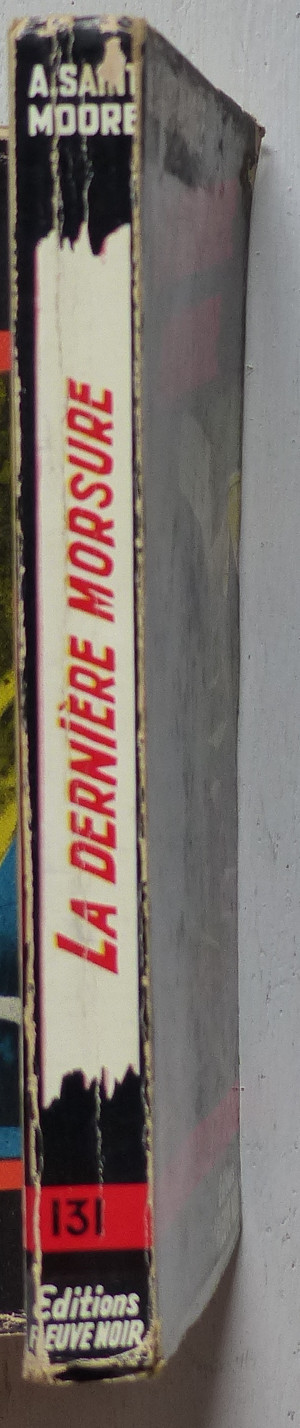 A. SAINT
MOORE
LA DERNIÈRE MORSURE
131
Editions
FLEUVE NOIR